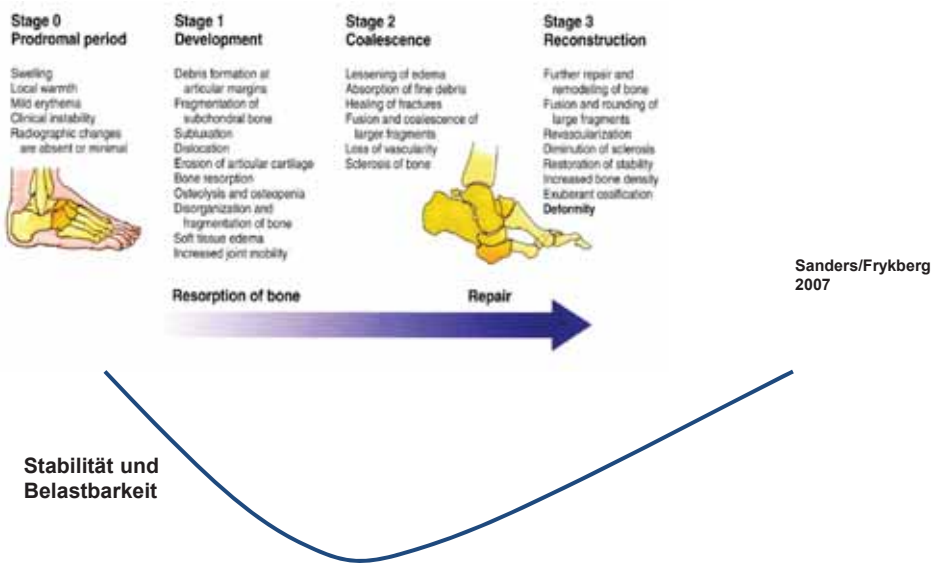 Stage 0
Prodromal period
Swelling
Local warmth
Mild erythema
Clinical instability
Radiographic changes
are absent or minimal
Stage 1
Development
Debris formation at
articular margins
Fragmentation of
subchondral bone
Subluxation
Dislocation
Erosion of articular cartilage
Bone resorption
Osteolysis and osteopenia
Disorganization and
fragmentation of bone
Soft tissue edema
Increased joint mobility
Stage 2
Coalescence
Lessening of edema
Absorption of fine debris
Healing of fractures
Fusion and coalescence of
larger fragments
Loss of vascularity
Sclerosis of bone
Stage 3
Reconstruction
Further repair and
remodeling of bone
Fusion and rounding of
large fragments
Revascularization
Diminution of sclerosis
Restoration of stability
Increased bone density
Exuberant ossification
Deformity
Sanders/Frykberg
2007
Resorption of bone
Repair
Stabilität und
Belastbarkeit